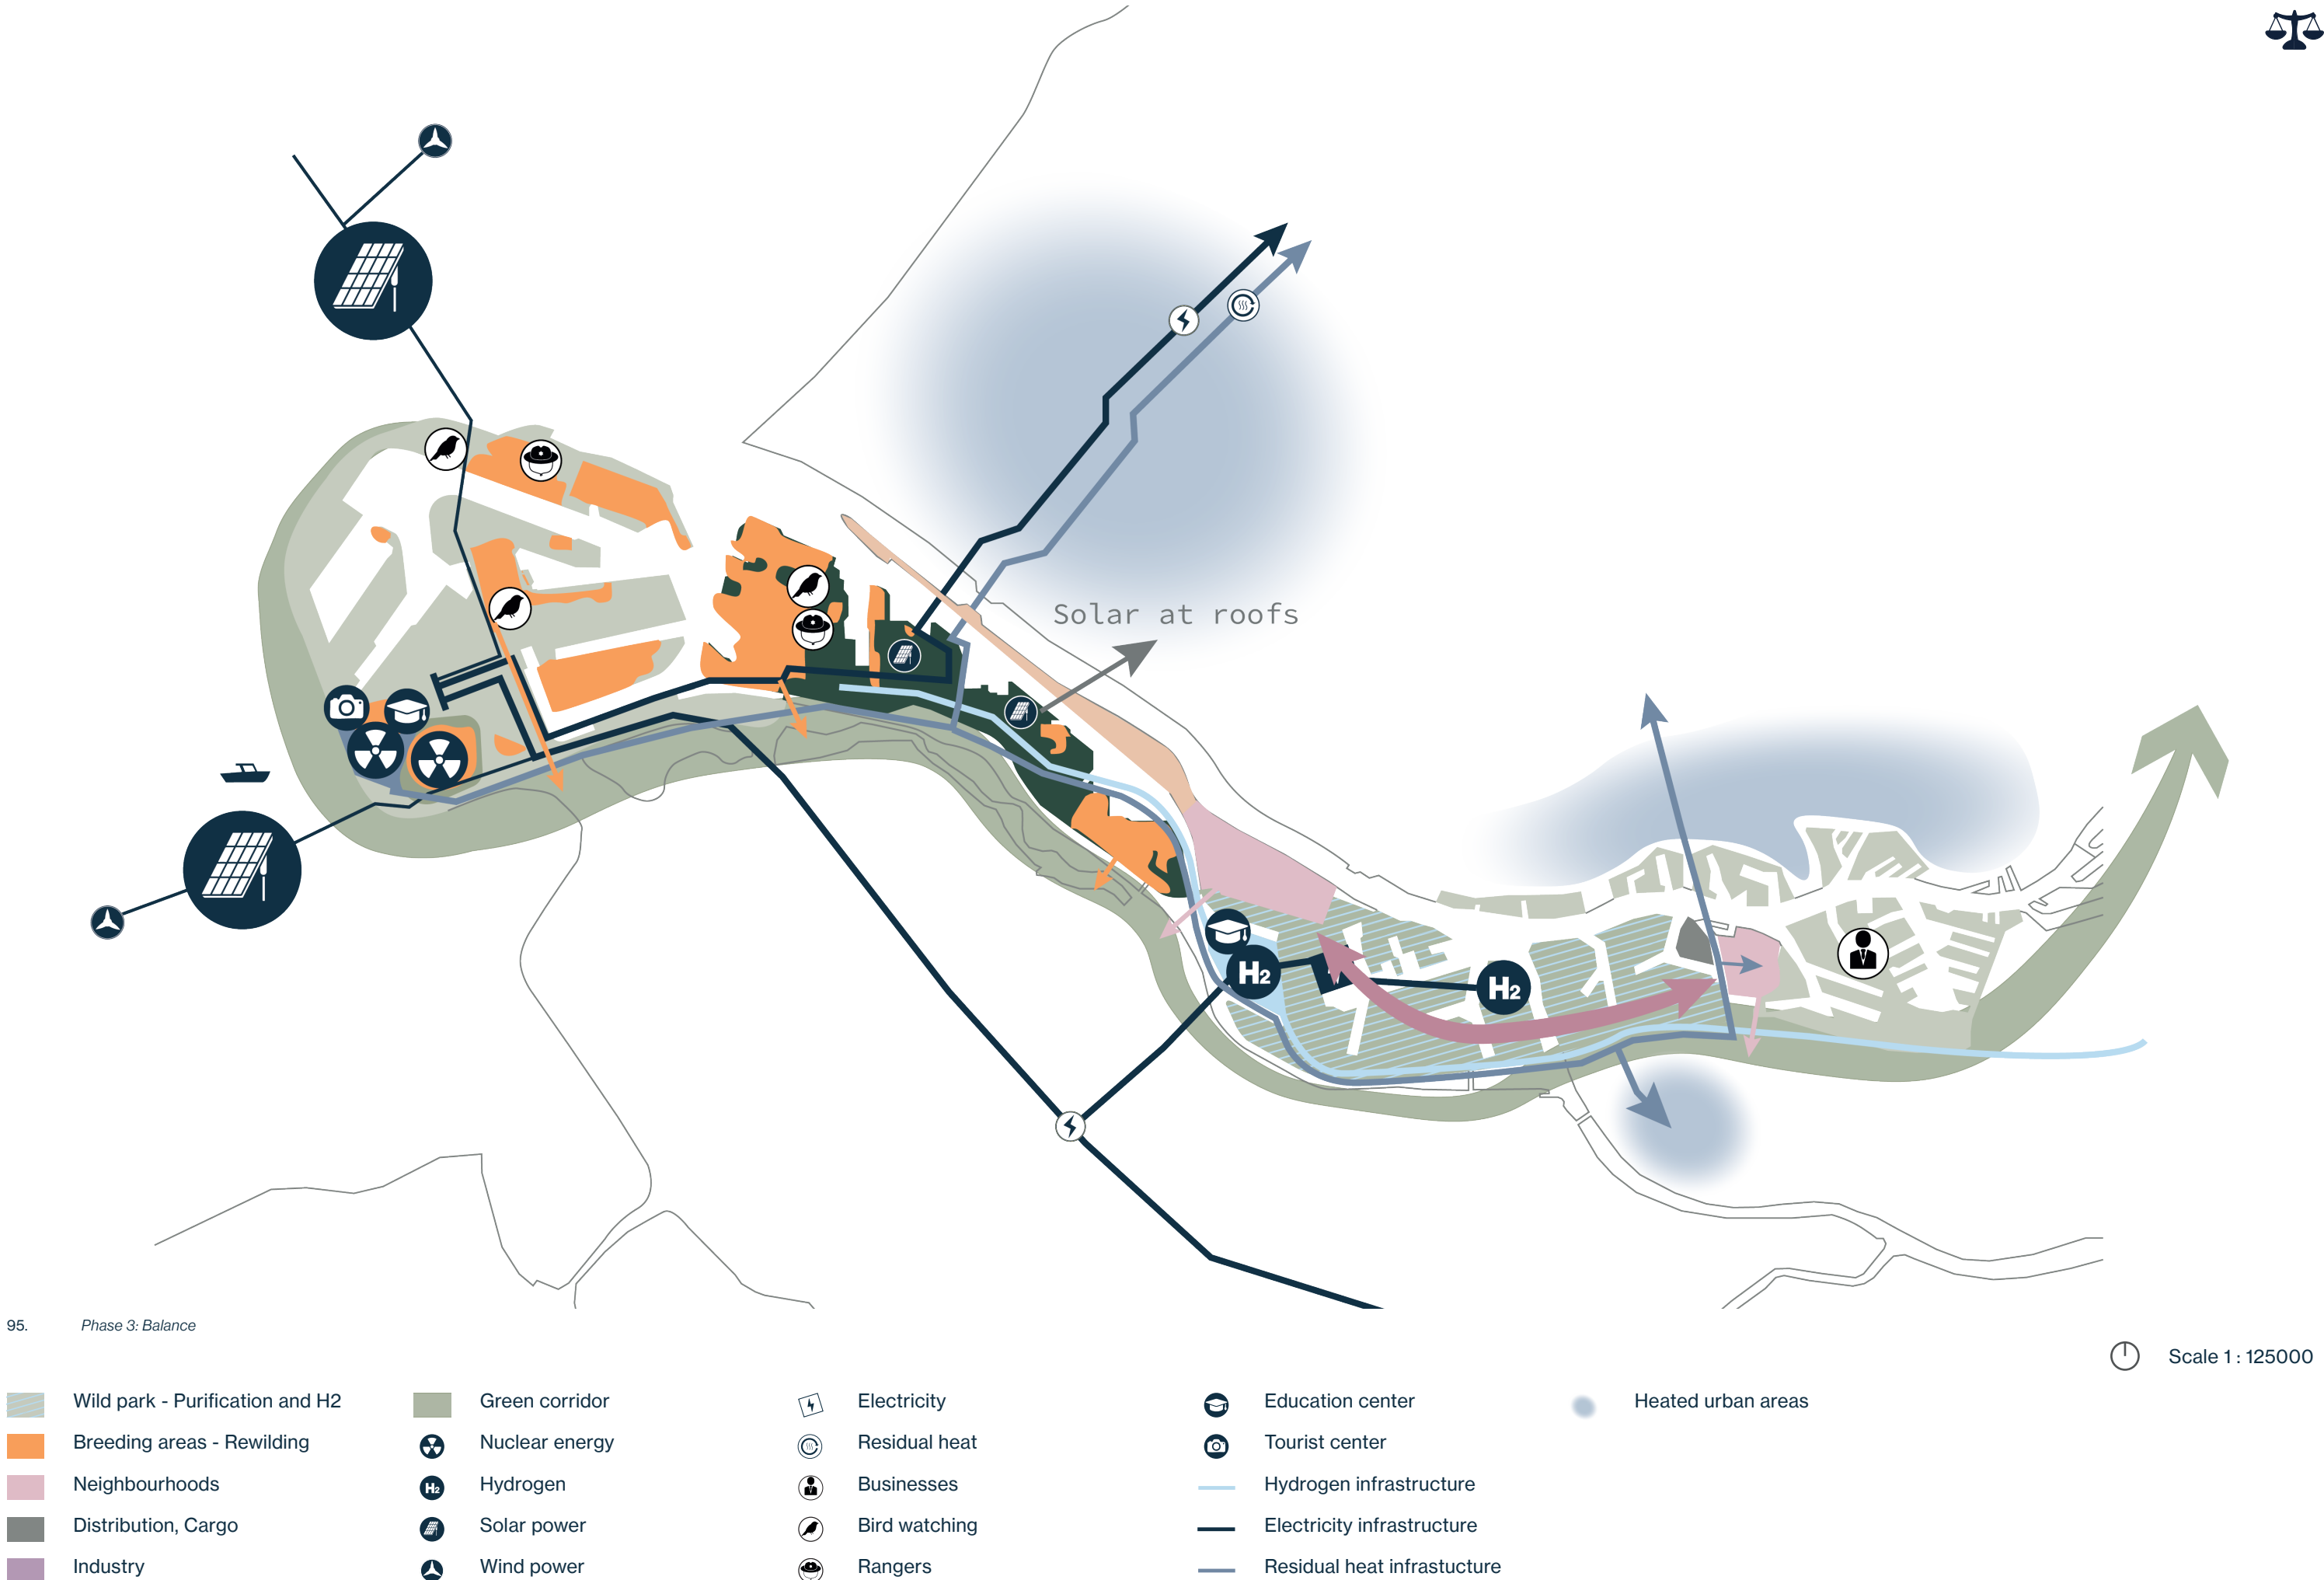 Solar at roofs
H2
H2
95. Phase 3: Balance
Scale 1 : 125000
Wild park - Purification and H2
Breeding areas - Rewilding
Neighbourhoods
Distribution, Cargo
Industry
Green corridor
Nuclear energy
H2
Hydrogen
Solar power
Wind power
Electricity
Residual heat
Businesses
Bird watching
Rangers
Education center
Tourist center
Hydrogen infrastructure
Electricity infrastructure
Residual heat infrastucture
Heated urban areas